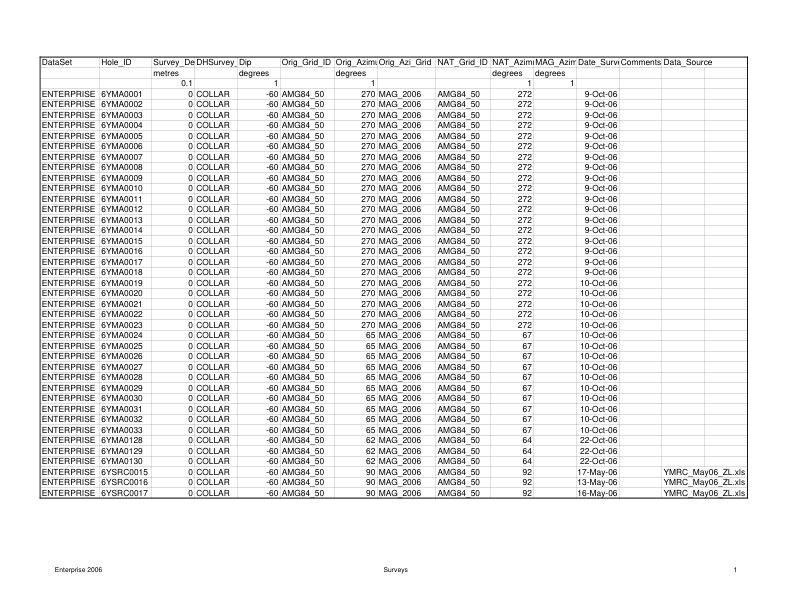 DataSet Hole_ID Survey_De DHSurvey_ Dip Orig_Grid_ID Orig_Azimu Orig_Azi_Grid NAT_Grid_ID NAT_Azimu MAG_Azim Date_Surve Comments Data_Source
metres degrees degrees degrees degrees
0.1 1 1 1 1
ENTERPRISE 6YMA0001 0 COLLAR -60 AMG84_50 270 MAG_2006 AMG84_50 272 9-Oct-06
ENTERPRISE 6YMA0002 0 COLLAR -60 AMG84_50 270 MAG_2006 AMG84_50 272 9-Oct-06
ENTERPRISE 6YMA0003 0 COLLAR -60 AMG84_50 270 MAG_2006 AMG84_50 272 9-Oct-06
ENTERPRISE 6YMA0004 0 COLLAR -60 AMG84_50 270 MAG_2006 AMG84_50 272 9-Oct-06
ENTERPRISE 6YMA0005 0 COLLAR -60 AMG84_50 270 MAG_2006 AMG84_50 272 9-Oct-06
ENTERPRISE 6YMA0006 0 COLLAR -60 AMG84_50 270 MAG_2006 AMG84_50 272 9-Oct-06
ENTERPRISE 6YMA0007 0 COLLAR -60 AMG84_50 270 MAG_2006 AMG84_50 272 9-Oct-06
ENTERPRISE 6YMA0008 0 COLLAR -60 AMG84_50 270 MAG_2006 AMG84_50 272 9-Oct-06
ENTERPRISE 6YMA0009 0 COLLAR -60 AMG84_50 270 MAG_2006 AMG84_50 272 9-Oct-06
ENTERPRISE 6YMA0010 0 COLLAR -60 AMG84_50 270 MAG_2006 AMG84_50 272 9-Oct-06
ENTERPRISE 6YMA0011 0 COLLAR -60 AMG84_50 270 MAG_2006 AMG84_50 272 9-Oct-06
ENTERPRISE 6YMA0012 0 COLLAR -60 AMG84_50 270 MAG_2006 AMG84_50 272 9-Oct-06
ENTERPRISE 6YMA0013 0 COLLAR -60 AMG84_50 270 MAG_2006 AMG84_50 272 9-Oct-06
ENTERPRISE 6YMA0014 0 COLLAR -60 AMG84_50 270 MAG_2006 AMG84_50 272 9-Oct-06
ENTERPRISE 6YMA0015 0 COLLAR -60 AMG84_50 270 MAG_2006 AMG84_50 272 9-Oct-06
ENTERPRISE 6YMA0016 0 COLLAR -60 AMG84_50 270 MAG_2006 AMG84_50 272 9-Oct-06
ENTERPRISE 6YMA0017 0 COLLAR -60 AMG84_50 270 MAG_2006 AMG84_50 272 9-Oct-06
ENTERPRISE 6YMA0018 0 COLLAR -60 AMG84_50 270 MAG_2006 AMG84_50 272 9-Oct-06
ENTERPRISE 6YMA0019 0 COLLAR -60 AMG84_50 270 MAG_2006 AMG84_50 272 10-Oct-06
ENTERPRISE 6YMA0020 0 COLLAR -60 AMG84_50 270 MAG_2006 AMG84_50 272 10-Oct-06
ENTERPRISE 6YMA0021 0 COLLAR -60 AMG84_50 270 MAG_2006 AMG84_50 272 10-Oct-06
ENTERPRISE 6YMA0022 0 COLLAR -60 AMG84_50 270 MAG_2006 AMG84_50 272 10-Oct-06
ENTERPRISE 6YMA0023 0 COLLAR -60 AMG84_50 270 MAG_2006 AMG84_50 272 10-Oct-06
ENTERPRISE 6YMA0024 0 COLLAR -60 AMG84_50 65 MAG_2006 AMG84_50 67 10-Oct-06
ENTERPRISE 6YMA0025 0 COLLAR -60 AMG84_50 65 MAG_2006 AMG84_50 67 10-Oct-06
ENTERPRISE 6YMA0026 0 COLLAR -60 AMG84_50 65 MAG_2006 AMG84_50 67 10-Oct-06
ENTERPRISE 6YMA0027 0 COLLAR -60 AMG84_50 65 MAG_2006 AMG84_50 67 10-Oct-06
ENTERPRISE 6YMA0028 0 COLLAR -60 AMG84_50 65 MAG_2006 AMG84_50 67 10-Oct-06
ENTERPRISE 6YMA0029 0 COLLAR -60 AMG84_50 65 MAG_2006 AMG84_50 67 10-Oct-06
ENTERPRISE 6YMA0030 0 COLLAR -60 AMG84_50 65 MAG_2006 AMG84_50 67 10-Oct-06
ENTERPRISE 6YMA0031 0 COLLAR -60 AMG84_50 65 MAG_2006 AMG84_50 67 10-Oct-06
ENTERPRISE 6YMA0032 0 COLLAR -60 AMG84_50 65 MAG_2006 AMG84_50 67 10-Oct-06
ENTERPRISE 6YMA0033 0 COLLAR -60 AMG84_50 65 MAG_2006 AMG84_50 67 10-Oct-06
ENTERPRISE 6YMA0128 0 COLLAR -60 AMG84_50 62 MAG_2006 AMG84_50 64 22-Oct-06
ENTERPRISE 6YMA0129 0 COLLAR -60 AMG84_50 62 MAG_2006 AMG84_50 64 22-Oct-06
ENTERPRISE 6YMA0130 0 COLLAR -60 AMG84_50 62 MAG_2006 AMG84_50 64 22-Oct-06
ENTERPRISE 6YSRC0015 0 COLLAR -60 AMG84_50 90 MAG_2006 AMG84_50 92 17-May-06 YMRC_May06_ZL.xls
ENTERPRISE 6YSRC0016 0 COLLAR -60 AMG84_50 90 MAG_2006 AMG84_50 92 13-May-06 YMRC_May06_ZL.xls
ENTERPRISE 6YSRC0017 0 COLLAR -60 AMG84_50 90 MAG_2006 AMG84_50 92 16-May-06 YMRC_May06_ZL.xls
Enterprise 2006 Surveys 1